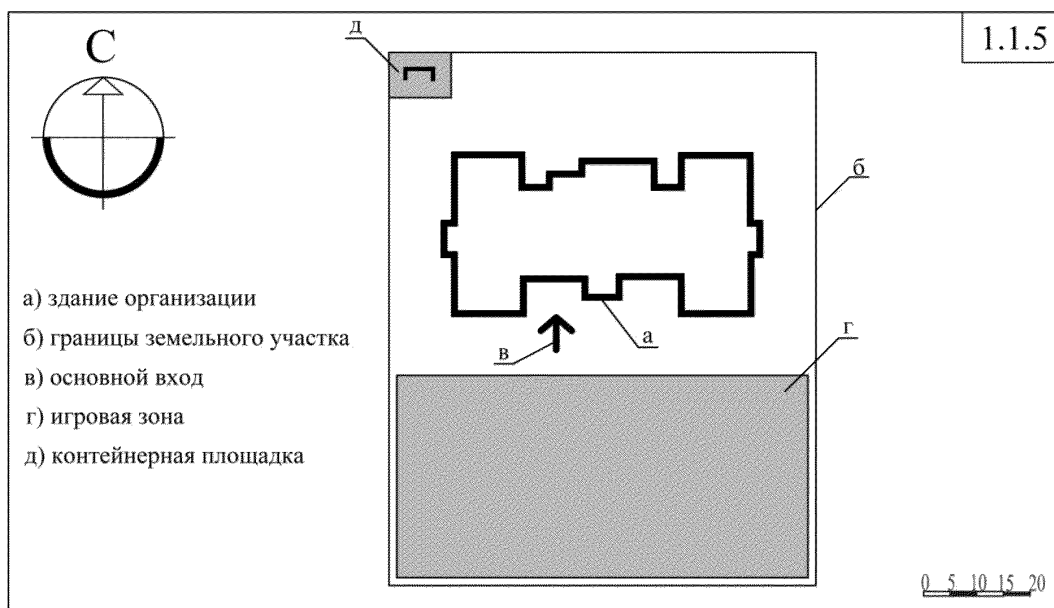 С
д
1.1.5
б
а) здание организации
б) границы земельного участка
в) основной вход
г) игровая зона
д) контейнерная площадка
в
а
г
0 5 10 15 20